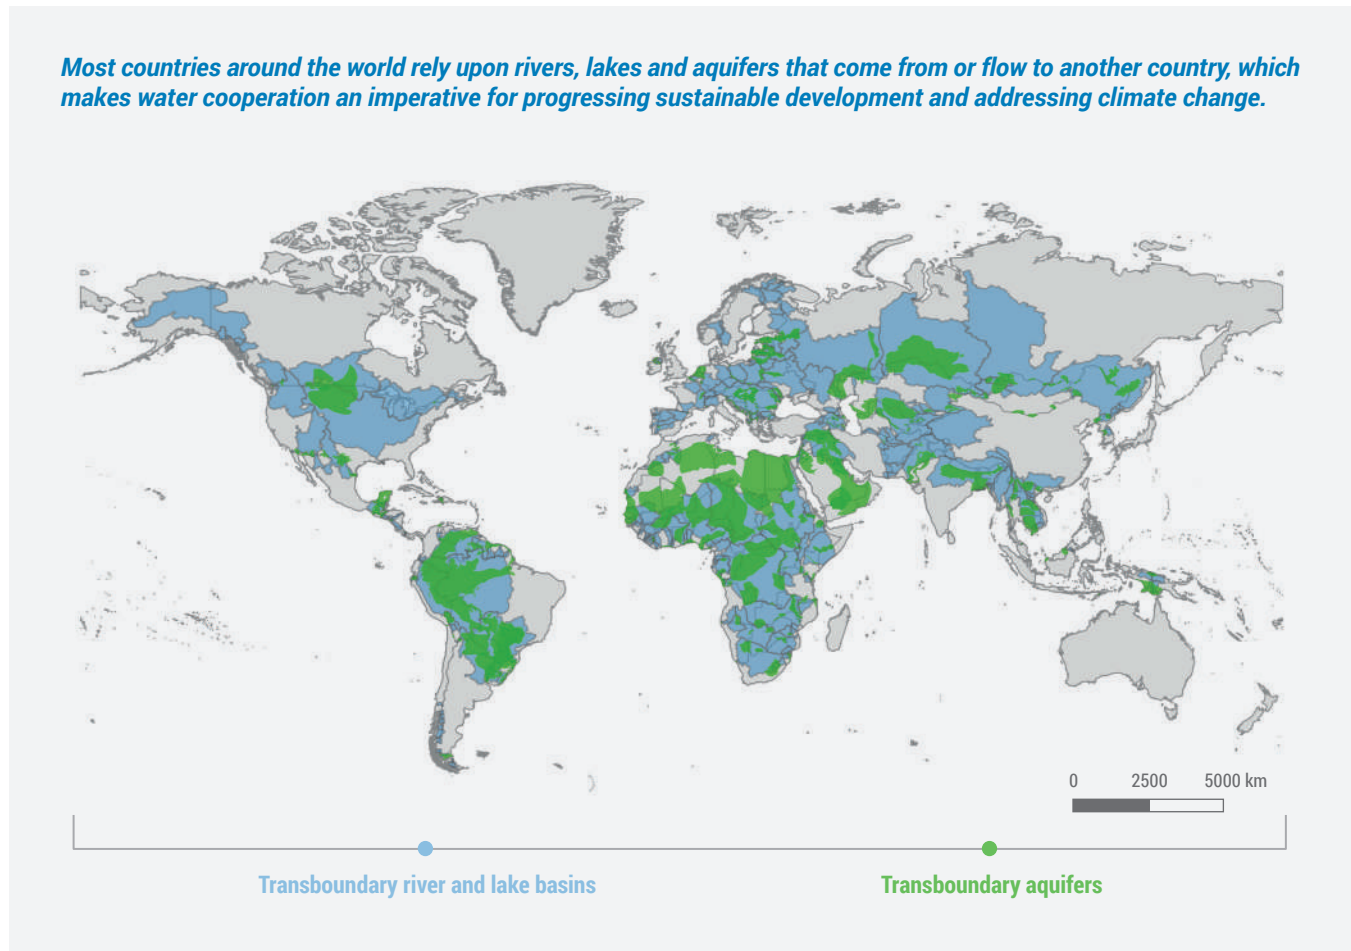 Most countries around the world rely upon rivers, lakes and aquifers that come from or flow to another country, which
makes water cooperation an imperative for progressing sustainable development and addressing climate change.
0 2500 5000 km
Transboundary river and lake basins
Transboundary aquifers